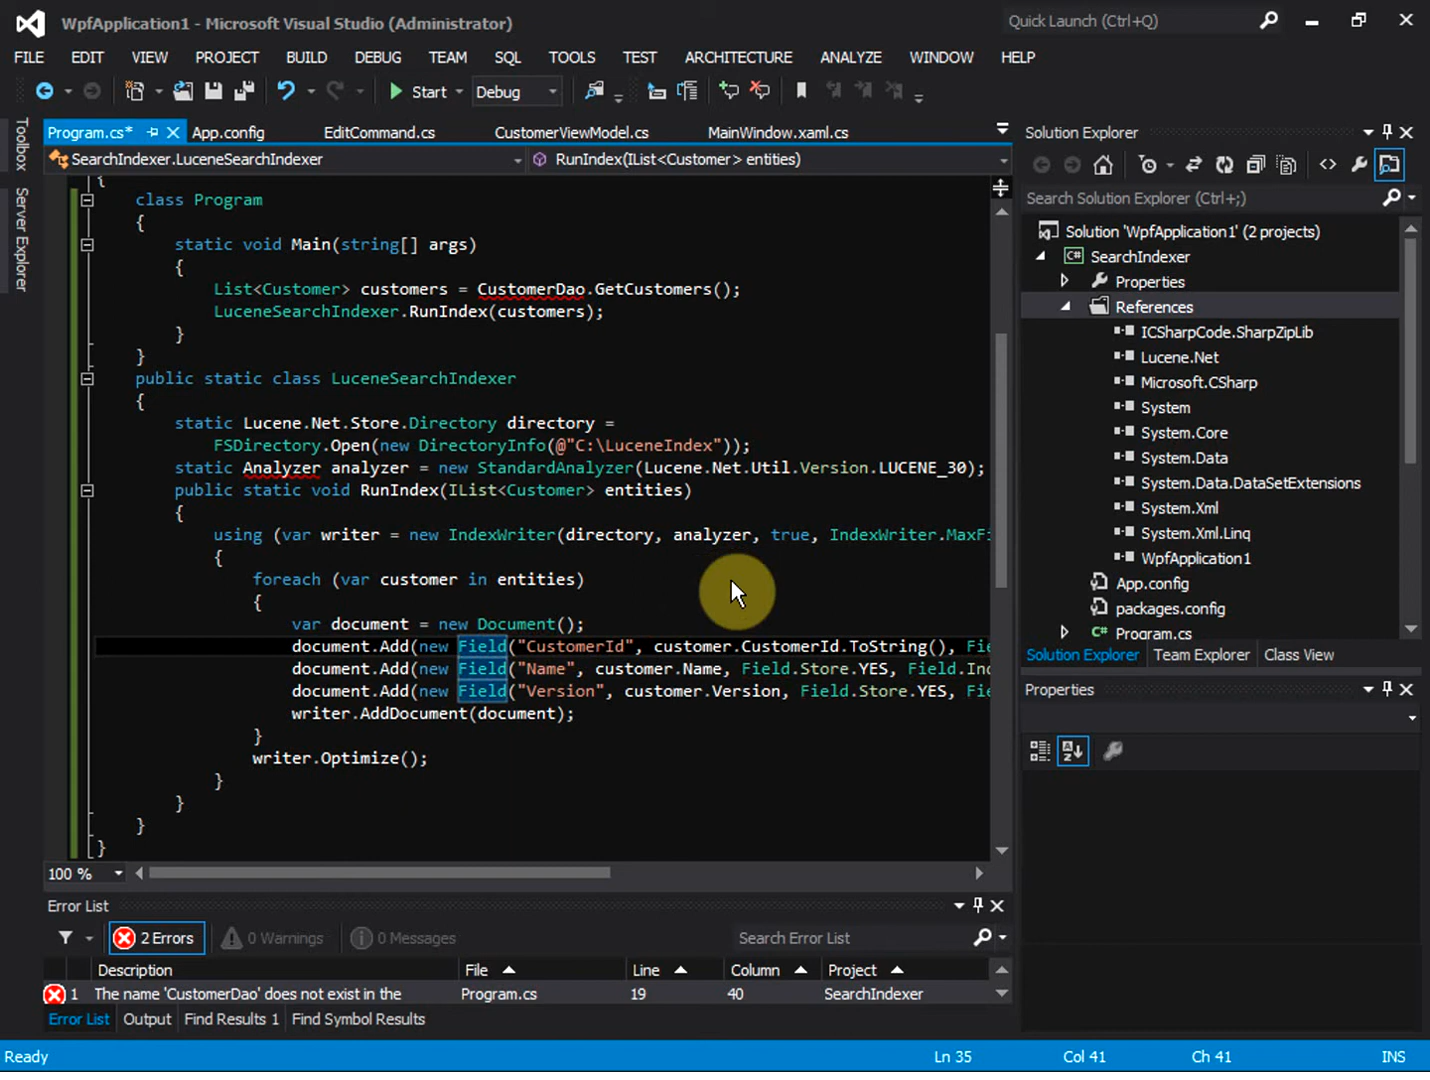 WpfApplication1 - Microsoft Visual Studio (Administrator)
Quick Launch (Ctrl+Q)
FILE EDIT VIEW PROJECT BUILD DEBUG TEAM SQL TOOLS TEST ARCHITECTURE ANALYZE WINDOW HELP
Start Debug
Toolbox
Server Explorer
Program.cs* App.config EditCommand.cs CustomerViewModel.cs MainWindow.xaml.cs
SearchIndexer.LuceneSearchIndexer RunIndex(IList<Customer> entities)
{
class Program
{
static void Main(string[] args)
{
List<Customer> customers = CustomerDao.GetCustomers();
LuceneSearchIndexer.RunIndex(customers);
}
}
public static class LuceneSearchIndexer
{
static Lucene.Net.Store.Directory directory =
FSDirectory.Open(new DirectoryInfo(@"C:\LuceneIndex"));
static Analyzer analyzer = new StandardAnalyzer(Lucene.Net.Util.Version.LUCENE_30);
public static void RunIndex(IList<Customer> entities)
{
using (var writer = new IndexWriter(directory, analyzer, true, IndexWriter.MaxFi
{
foreach (var customer in entities)
{
var document = new Document();
document.Add(new Field("CustomerId", customer.CustomerId.ToString(), Fie
document.Add(new Field("Name", customer.Name, Field.Store.YES, Field.Ind
document.Add(new Field("Version", customer.Version, Field.Store.YES, Fie
writer.AddDocument(document);
}
writer.Optimize();
}
}
}
}
100 %
Error List
2 Errors 0 Warnings 0 Messages Search Error List
Description File Line Column Project
1 The name 'CustomerDao' does not exist in the Program.cs 19 40 SearchIndexer
Error List Output Find Results 1 Find Symbol Results
Solution Explorer
Search Solution Explorer (Ctrl+;)
Solution 'WpfApplication1' (2 projects)
C# SearchIndexer
Properties
References
ICSharpCode.SharpZipLib
Lucene.Net
Microsoft.CSharp
System
System.Core
System.Data
System.Data.DataSetExtensions
System.Xml
System.Xml.Linq
WpfApplication1
App.config
packages.config
C# Program.cs
Solution Explorer Team Explorer Class View
Properties
Ready Ln 35 Col 41 Ch 41 INS